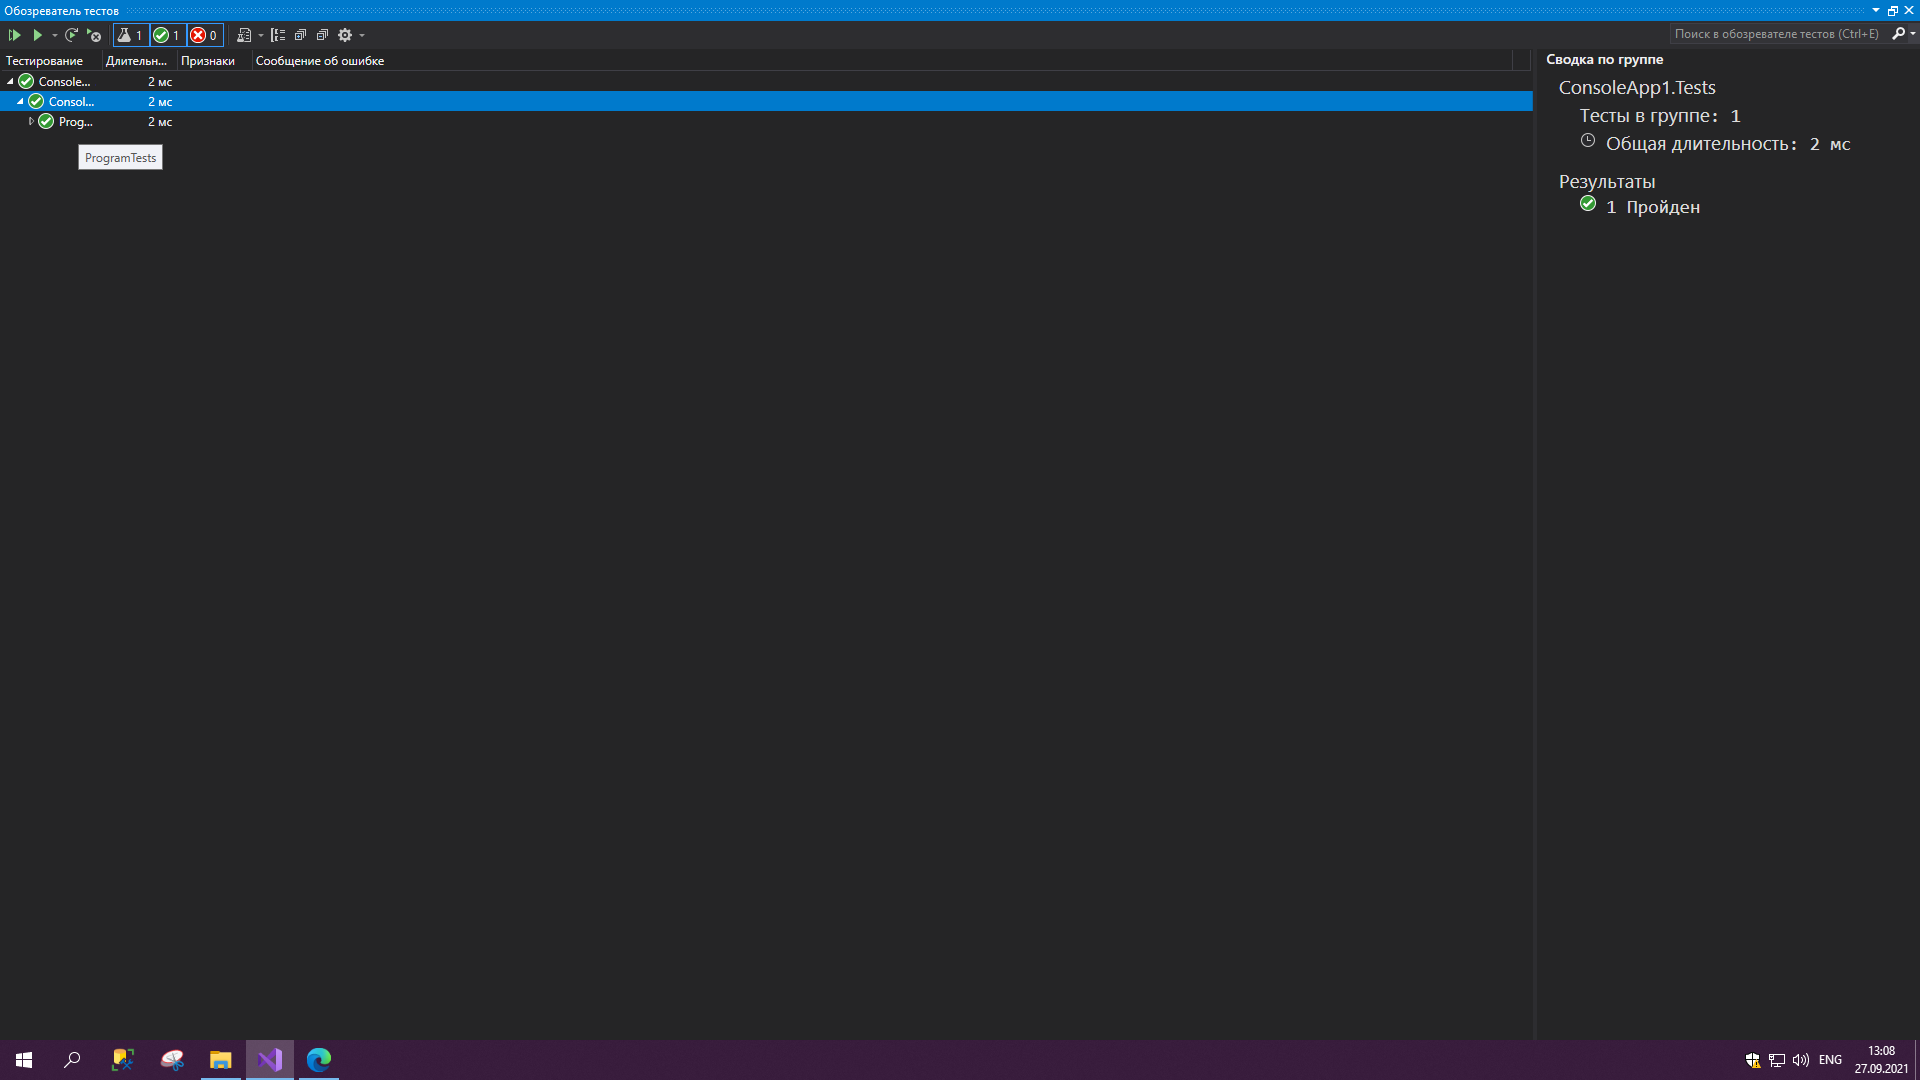 Обозреватель тестов
1 1 0
Поиск в обозревателе тестов (Ctrl+E)
Тестирование Длительн... Признаки Сообщение об ошибке
Console... 2 мс
Consol... 2 мс
Prog... 2 мс
ProgramTests
Сводка по группе
ConsoleApp1.Tests
Тесты в группе: 1
Общая длительность: 2 мс
Результаты
1 Пройден
ENG
13:08
27.09.2021